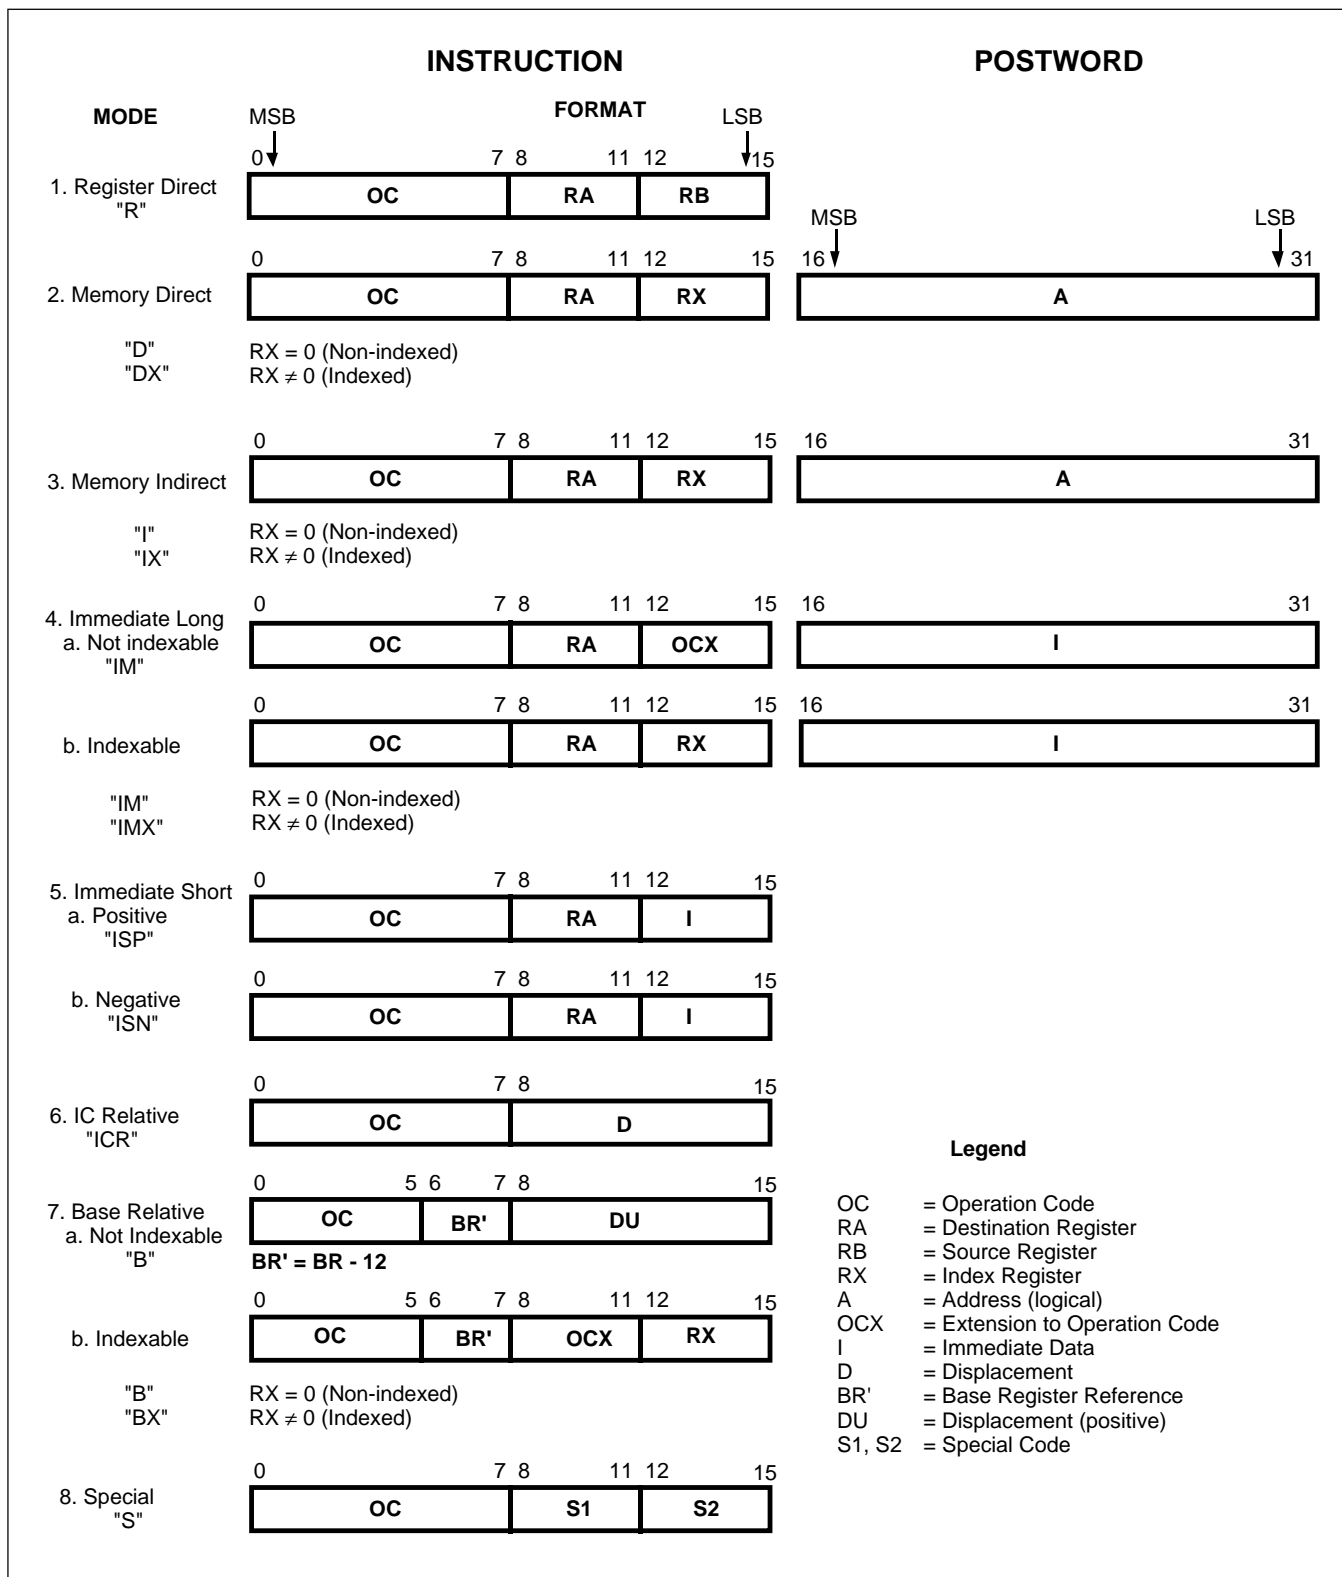 INSTRUCTION POSTWORD
MODE MSB FORMAT LSB
0 7 8 11 12 15
1. Register Direct OC RA RB
"R"
MSB LSB
0 7 8 11 12 15 16 31
2. Memory Direct OC RA RX A
"D" RX = 0 (Non-indexed)
"DX" RX ≠ 0 (Indexed)
0 7 8 11 12 15 16 31
3. Memory Indirect OC RA RX A
"I" RX = 0 (Non-indexed)
"IX" RX ≠ 0 (Indexed)
0 7 8 11 12 15 16 31
4. Immediate Long
a. Not indexable OC RA OCX I
"IM"
0 7 8 11 12 15 16 31
b. Indexable OC RA RX I
"IM" RX = 0 (Non-indexed)
"IMX" RX ≠ 0 (Indexed)
0 7 8 11 12 15
5. Immediate Short
a. Positive OC RA I
"ISP"
0 7 8 11 12 15
b. Negative
"ISN" OC RA I
0 7 8 15
6. IC Relative OC D
"ICR"
0 5 6 7 8 15
7. Base Relative OC BR' DU
a. Not Indexable
"B" BR' = BR - 12
0 5 6 7 8 11 12 15
b. Indexable OC BR' OCX RX
"B" RX = 0 (Non-indexed)
"BX" RX ≠ 0 (Indexed)
0 7 8 11 12 15
8. Special OC S1 S2
"S"
Legend
OC = Operation Code
RA = Destination Register
RB = Source Register
RX = Index Register
A = Address (logical)
OCX = Extension to Operation Code
I = Immediate Data
D = Displacement
BR' = Base Register Reference
DU = Displacement (positive)
S1, S2 = Special Code